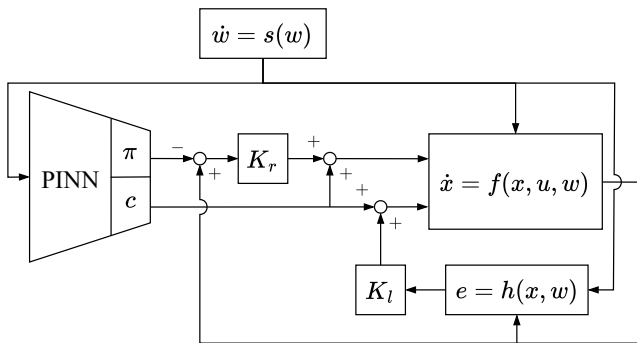 ẇ = s(w)
PINN
π
c
−
+
K_r
+
+
+
+
ẋ = f(x, u, w)
K_l
e = h(x, w)